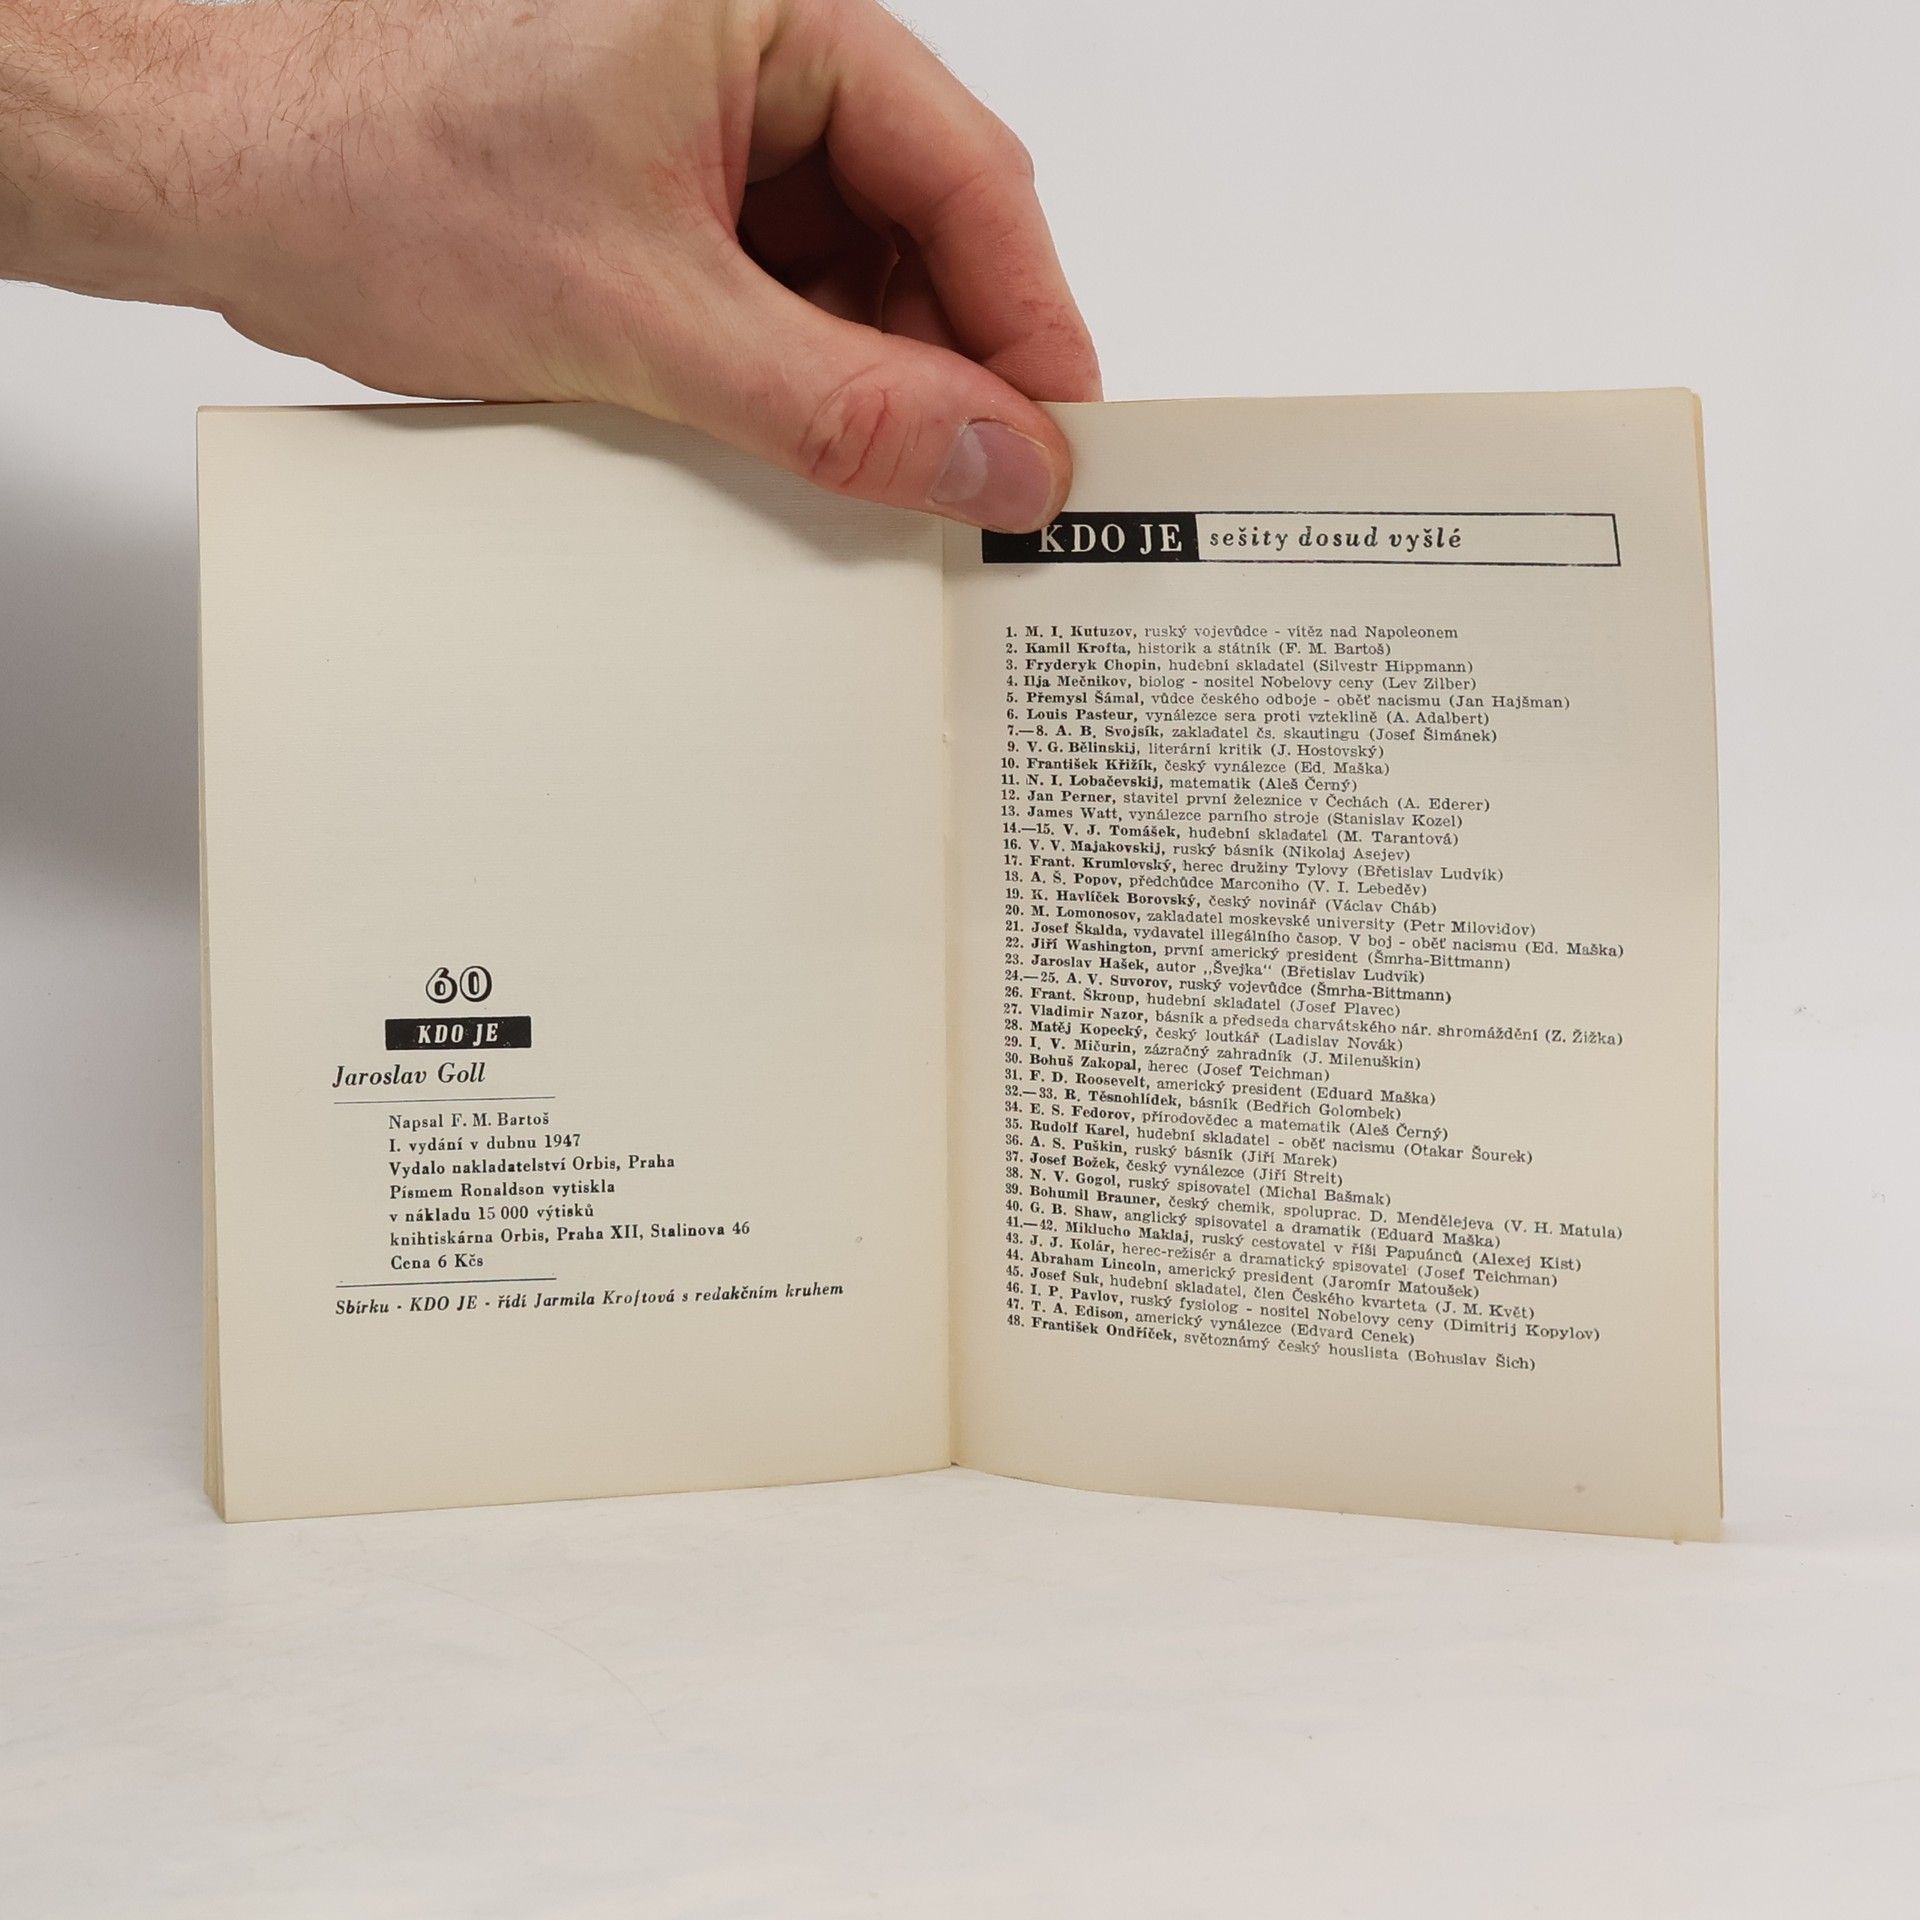 60
KDO JE
Jaroslav Goll
Napsal F. M. Bartoš
I. vydání v dubnu 1947
Vydalo nakladatelství Orbis, Praha
Písmem Ronaldson vytiskla
v nákladu 15 000 výtisků
knihtiskárna Orbis, Praha XII, Stalinova 46
Cena 6 Kčs
Sbírku - KDO JE - řídí Jarmila Kroftová s redakčním kruhem
KDO JE sešity dosud vyšlé
1. M. I. Kutuzov, ruský vojevůdce - vítěz nad Napoleonem
2. Kamil Krofta, historik a státník (F. M. Bartoš)
3. Fryderyk Chopin, hudební skladatel (Silvestr Hippmann)
4. Ilja Mečnikov, biolog - nositel Nobelovy ceny (Lev Zilber)
5. Přemysl Šámal, vůdce českého odboje - oběť nacismu (Jan Hajšman)
6. Louis Pasteur, vynálezce sera proti vzteklině (A. Adalbert)
7.—8. A. B. Svojsík, zakladatel čs. skautingu (Josef Šimánek)
9. V. G. Bělinskij, literární kritik (J. Hostovský)
10. František Křižík, český vynálezce (Ed. Maška)
11. N. I. Lobačevskij, matematik (Aleš Černý)
12. Jan Perner, stavitel první železnice v Čechách (A. Ederer)
13. James Watt, vynálezce parního stroje (Stanislav Kozel)
14.—15. V. J. Tomášek, hudební skladatel (M. Tarantová)
16. V. V. Majakovskij, ruský básník (Nikolaj Asejev)
17. Frant. Krumlovský, herec družiny Tylovy (Břetislav Ludvík)
18. A. Š. Popov, předchůdce Marconiho (V. I. Lebeděv)
19. K. Havlíček Borovský, český novinář (Václav Cháb)
20. M. Lomonosov, zakladatel moskevské university (Petr Milovidov)
21. Josef Škalda, vydavatel illegálního časop. V boj - oběť nacismu (Ed. Maška)
22. Jiří Washington, první americký president (Šmrha-Bittmann)
23. Jaroslav Hašek, autor „Švejka“ (Břetislav Ludvík)
24.—25. A. V. Suvorov, ruský vojevůdce (Šmrha-Bittmann)
26. Frant. Škroup, hudební skladatel (Josef Plavec)
27. Vladimir Nazor, básník a předseda charvátského nár. shromáždění (Z. Žižka)
28. Matěj Kopecký, český loutkář (Ladislav Novák)
29. I. V. Mičurin, zázračný zahradník (J. Milenuškin)
30. Bohuš Zakopal, herec (Josef Teichman)
31. F. D. Roosevelt, americký president (Eduard Maška)
32.—33. R. Těsnohlídek, básník (Bedřich Golombek)
34. E. S. Fedorov, přírodovědec a matematik (Aleš Černý)
35. Rudolf Karel, hudební skladatel - oběť nacismu (Otakar Šourek)
36. A. S. Puškin, ruský básník (Jiří Marek)
37. Josef Božek, český vynálezce (Jiří Streit)
38. N. V. Gogol, ruský spisovatel (Michal Bašmak)
39. Bohumil Brauner, český chemik, spoluprac. D. Mendělejeva (V. H. Matula)
40. G. B. Shaw, anglický spisovatel a dramatik (Eduard Maška)
41.—42. Miklucho Maklaj, ruský cestovatel v říši Papuánců (Alexej Kist)
43. J. J. Kolár, herec-režisér a dramatický spisovatel (Josef Teichman)
44. Abraham Lincoln, americký president (Jaromír Matoušek)
45. Josef Suk, hudební skladatel, člen Českého kvarteta (J. M. Květ)
46. I. P. Pavlov, ruský fysiolog - nositel Nobelovy ceny (Dimitrij Kopylov)
47. T. A. Edison, americký vynálezce (Edvard Cenek)
48. František Ondříček, světoznámý český houslista (Bohuslav Šich)